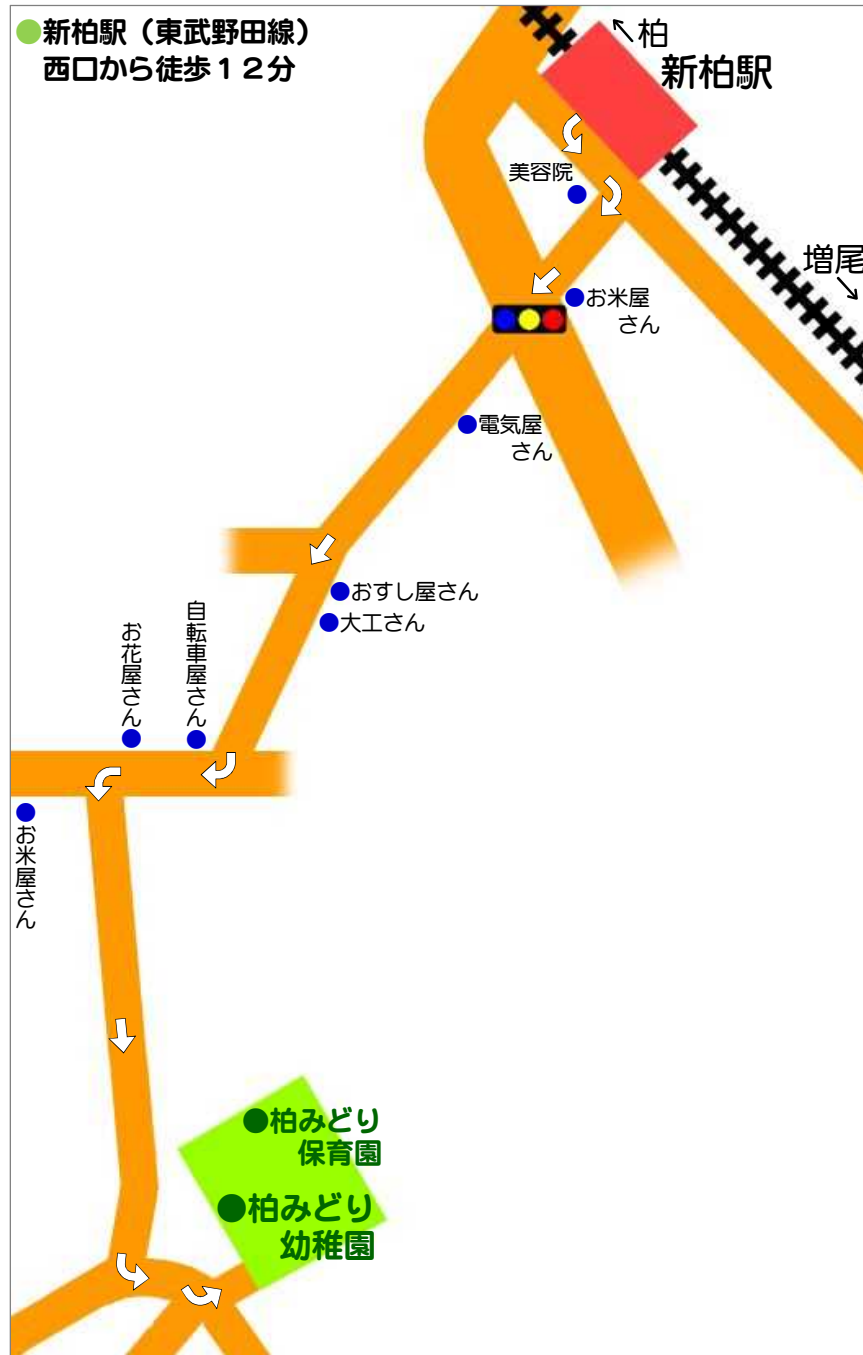 ●新柏駅（東武野田線）
西口から徒歩１２分
↖柏
新柏駅
美容院
増尾
↘
●お米屋
さん
●電気屋
さん
●おすし屋さん
●大工さん
自転車屋さん
お花屋さん
お米屋さん
●柏みどり
保育園
●柏みどり
幼稚園